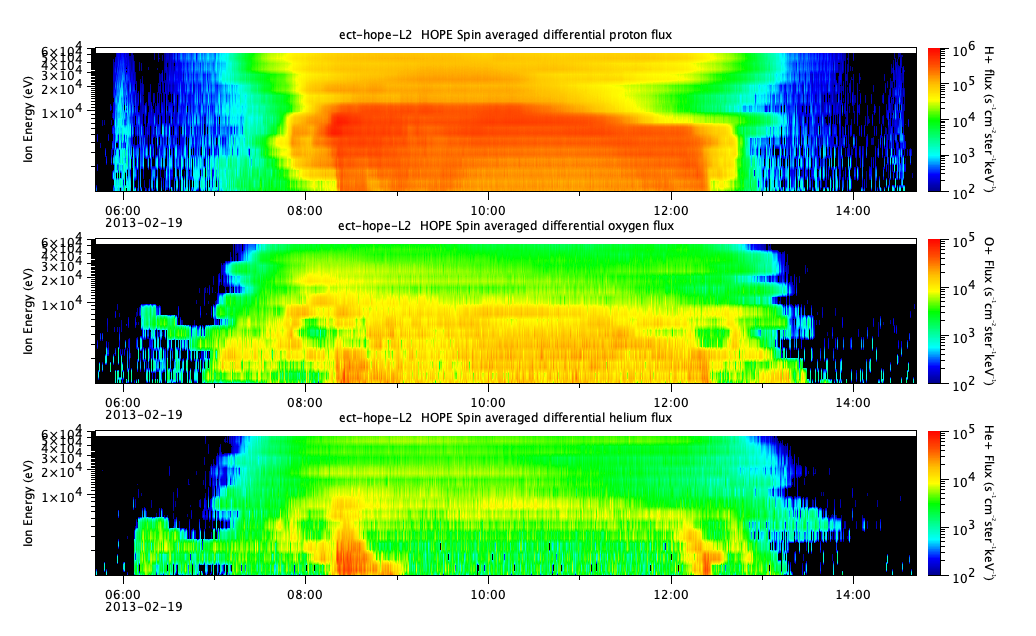 ect-hope-L2 HOPE Spin averaged differential proton flux
6×10⁴
4×10⁴
3×10⁴
2×10⁴
1×10⁴
Ion Energy (eV)
06:00 08:00 10:00 12:00 14:00
2013-02-19
10⁶
10⁵
10⁴
10³
10²
H+ flux (s⁻¹cm⁻²ster⁻¹keV⁻¹)
ect-hope-L2 HOPE Spin averaged differential oxygen flux
6×10⁴
4×10⁴
3×10⁴
2×10⁴
1×10⁴
Ion Energy (eV)
06:00 08:00 10:00 12:00 14:00
2013-02-19
10⁵
10⁴
10³
10²
O+ Flux (s⁻¹cm⁻²ster⁻¹keV⁻¹)
ect-hope-L2 HOPE Spin averaged differential helium flux
6×10⁴
4×10⁴
3×10⁴
2×10⁴
1×10⁴
Ion Energy (eV)
06:00 08:00 10:00 12:00 14:00
2013-02-19
10⁵
10⁴
10³
10²
He+ Flux (s⁻¹cm⁻²ster⁻¹keV⁻¹)